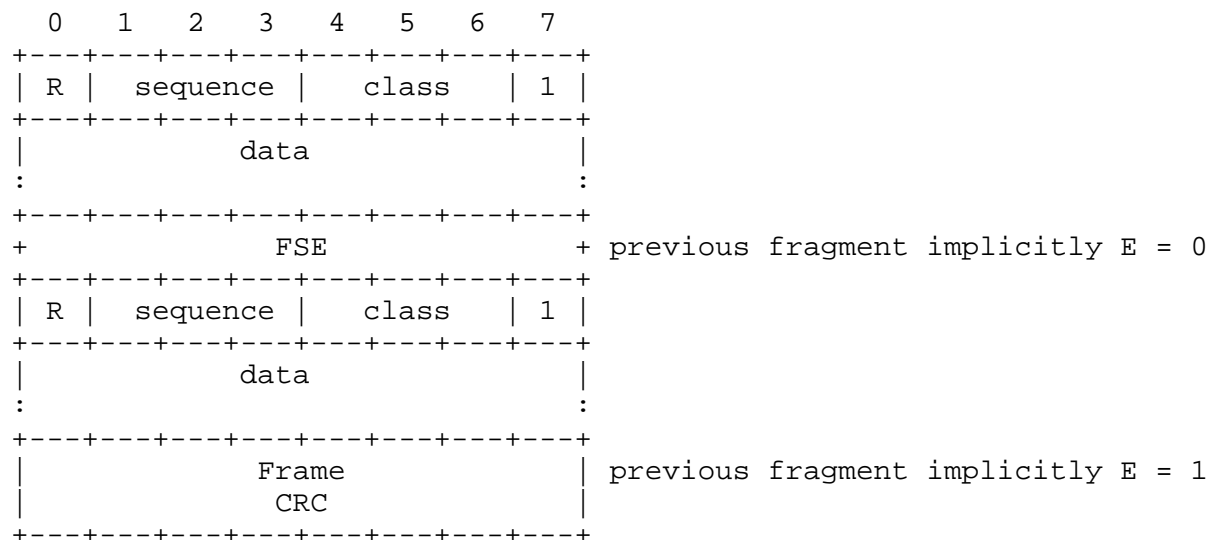 0   1   2   3   4   5   6   7
+---+---+---+---+---+---+---+---+
| R |  sequence |   class   | 1 |
+---+---+---+---+---+---+---+---+
|            data               |
:                               :
+---+---+---+---+---+---+---+---+
+              FSE              + previous fragment implicitly E = 0
+---+---+---+---+---+---+---+---+
| R |  sequence |   class   | 1 |
+---+---+---+---+---+---+---+---+
|            data               |
:                               :
+---+---+---+---+---+---+---+---+
|             Frame             | previous fragment implicitly E = 1
|              CRC              |
+---+---+---+---+---+---+---+---+